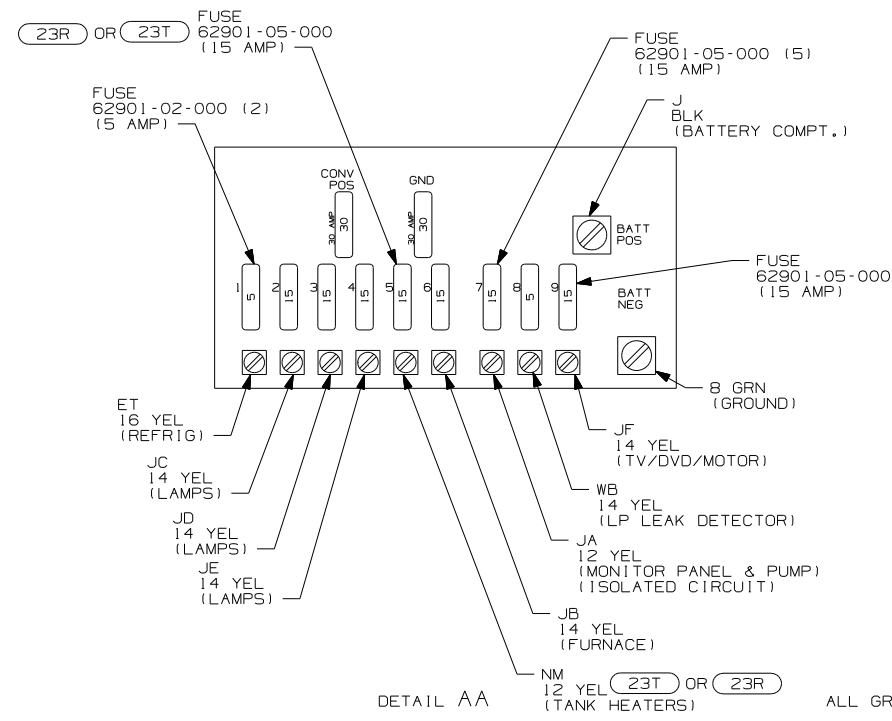 23R OR 23T
FUSE
62901-05-000
(15 AMP)
FUSE
62901-05-000 (5)
(15 AMP)
J
BLK
(BATTERY COMPT.)
FUSE
62901-02-000 (2)
(5 AMP)
CONV
POS
GND
30 AMP
30
30 AMP
30
BATT
POS
FUSE
62901-05-000
(15 AMP)
1 5
2 15
3 15
4 15
5 15
6 15
7 15
8 5
9 15
BATT
NEG
8 GRN
(GROUND)
ET
16 YEL
(REFRIG)
JF
14 YEL
(TV/DVD/MOTOR)
JC
14 YEL
(LAMPS)
WB
14 YEL
(LP LEAK DETECTOR)
JD
14 YEL
(LAMPS)
JA
12 YEL
(MONITOR PANEL & PUMP)
(ISOLATED CIRCUIT)
JE
14 YEL
(LAMPS)
JB
14 YEL
(FURNACE)
NM
12 YEL 23T OR 23R
(TANK HEATERS)
DETAIL AA
ALL GR